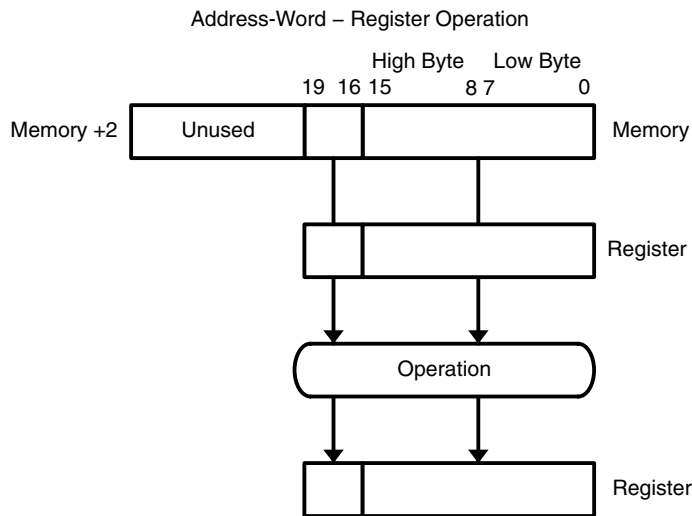 Address-Word – Register Operation
High Byte Low Byte
19 16 15 8 7 0
Memory +2 Unused Memory
Register
Operation
Register